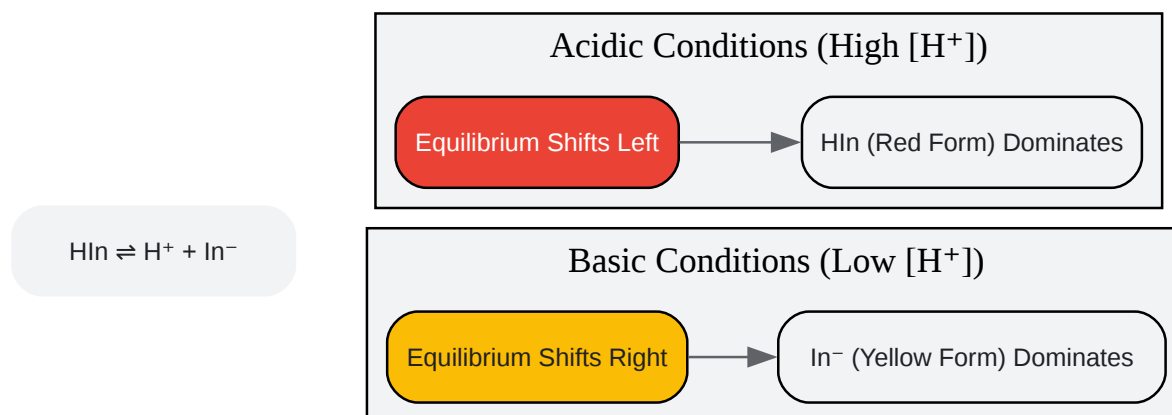 Acidic Conditions (High [H⁺])
Equilibrium Shifts Left
HIn (Red Form) Dominates
HIn ⇌ H⁺ + In⁻
Basic Conditions (Low [H⁺])
Equilibrium Shifts Right
In⁻ (Yellow Form) Dominates